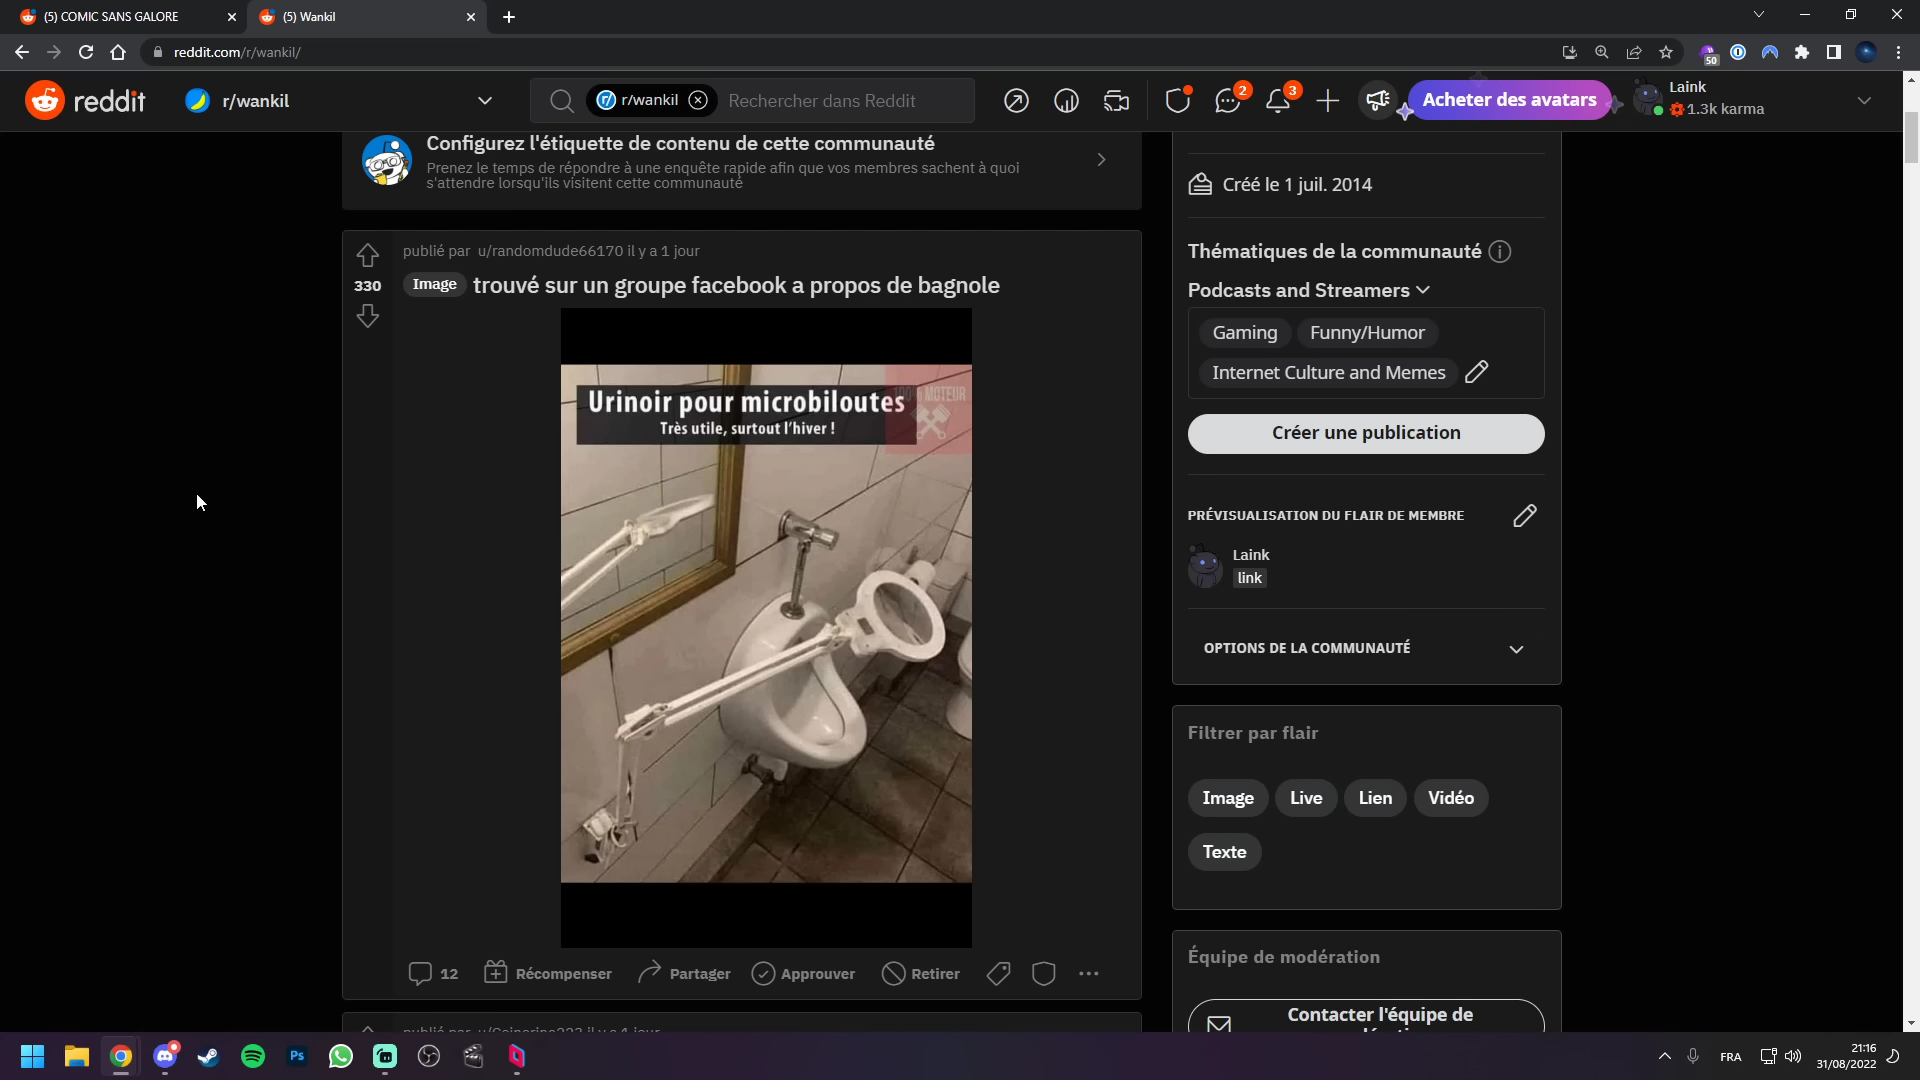 (5) COMIC SANS GALORE
(5) Wankil
reddit.com/r/wankil/
50
reddit
r/wankil
r/wankil
Rechercher dans Reddit
2
3
Acheter des avatars
Laink
1.3k karma
Configurez l'étiquette de contenu de cette communauté
Prenez le temps de répondre à une enquête rapide afin que vos membres sachent à quoi
s'attendre lorsqu'ils visitent cette communauté
330
publié par u/randomdude66170 il y a 1 jour
Image trouvé sur un groupe facebook a propos de bagnole
Urinoir pour microbiloutes
Très utile, surtout l'hiver !
100% MOTEUR
12
Récompenser
Partager
Approuver
Retirer
Créé le 1 juil. 2014
Thématiques de la communauté
Podcasts and Streamers
Gaming
Funny/Humor
Internet Culture and Memes
Créer une publication
PRÉVISUALISATION DU FLAIR DE MEMBRE
Laink
link
OPTIONS DE LA COMMUNAUTÉ
Filtrer par flair
Image
Live
Lien
Vidéo
Texte
Équipe de modération
Contacter l'équipe de
Ps
FRA
21:16
31/08/2022